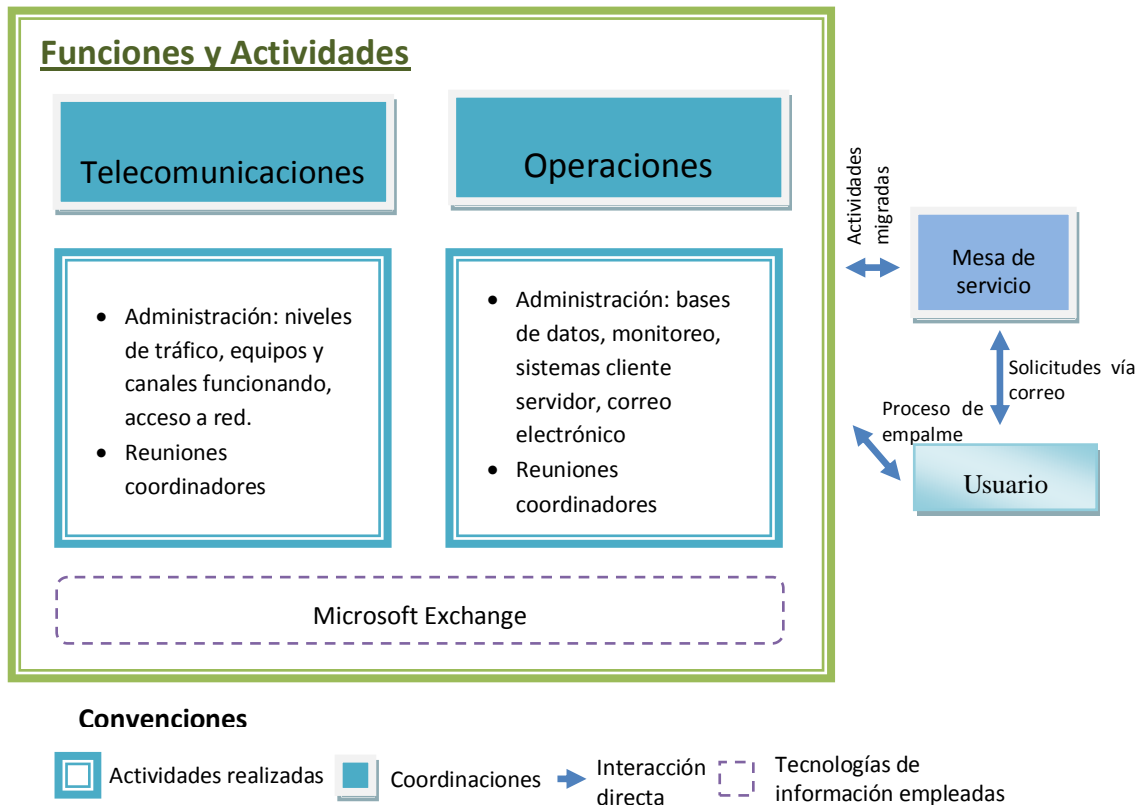 Funciones y Actividades
Telecomunicaciones
Operaciones
• Administración: niveles
de tráfico, equipos y
canales funcionando,
acceso a red.
• Reuniones
coordinadores
• Administración: bases
de datos, monitoreo,
sistemas cliente
servidor, correo
electrónico
• Reuniones
coordinadores
Microsoft Exchange
Actividades
migradas
Mesa de
servicio
Solicitudes vía
correo
Proceso de
empalme
Usuario
Convenciones
Actividades realizadas
Coordinaciones
Interacción
directa
Tecnologías de
información empleadas